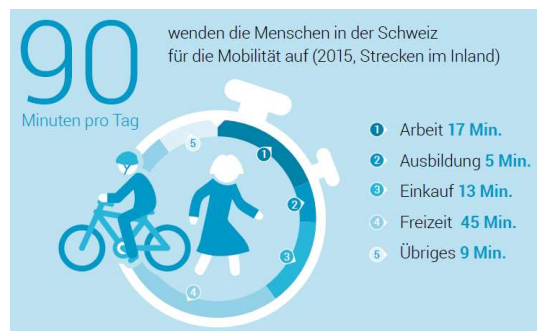 90
Minuten pro Tag
wenden die Menschen in der Schweiz
für die Mobilität auf (2015, Strecken im Inland)
1 Arbeit 17 Min.
2 Ausbildung 5 Min.
3 Einkauf 13 Min.
4 Freizeit 45 Min.
5 Übriges 9 Min.
5
1
2
3
4